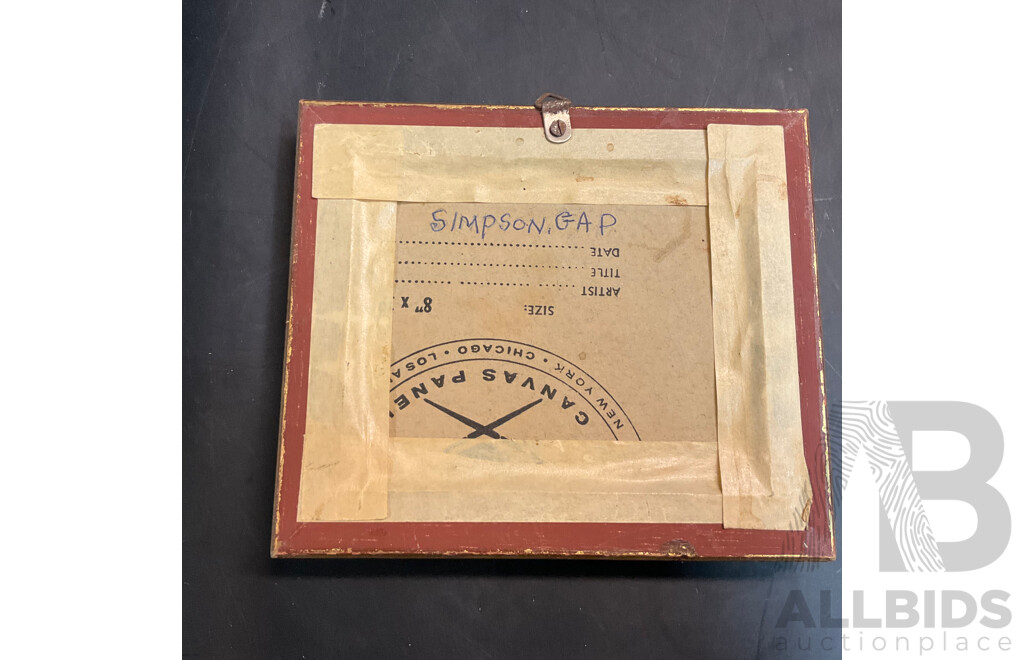 SIMPSON, GAP
DATE
TITLE
ARTIST
SIZE: 8" X
NEW YORK • CHICAGO • LOS A
CANVAS PANE
ALLBIDS
auctionplace